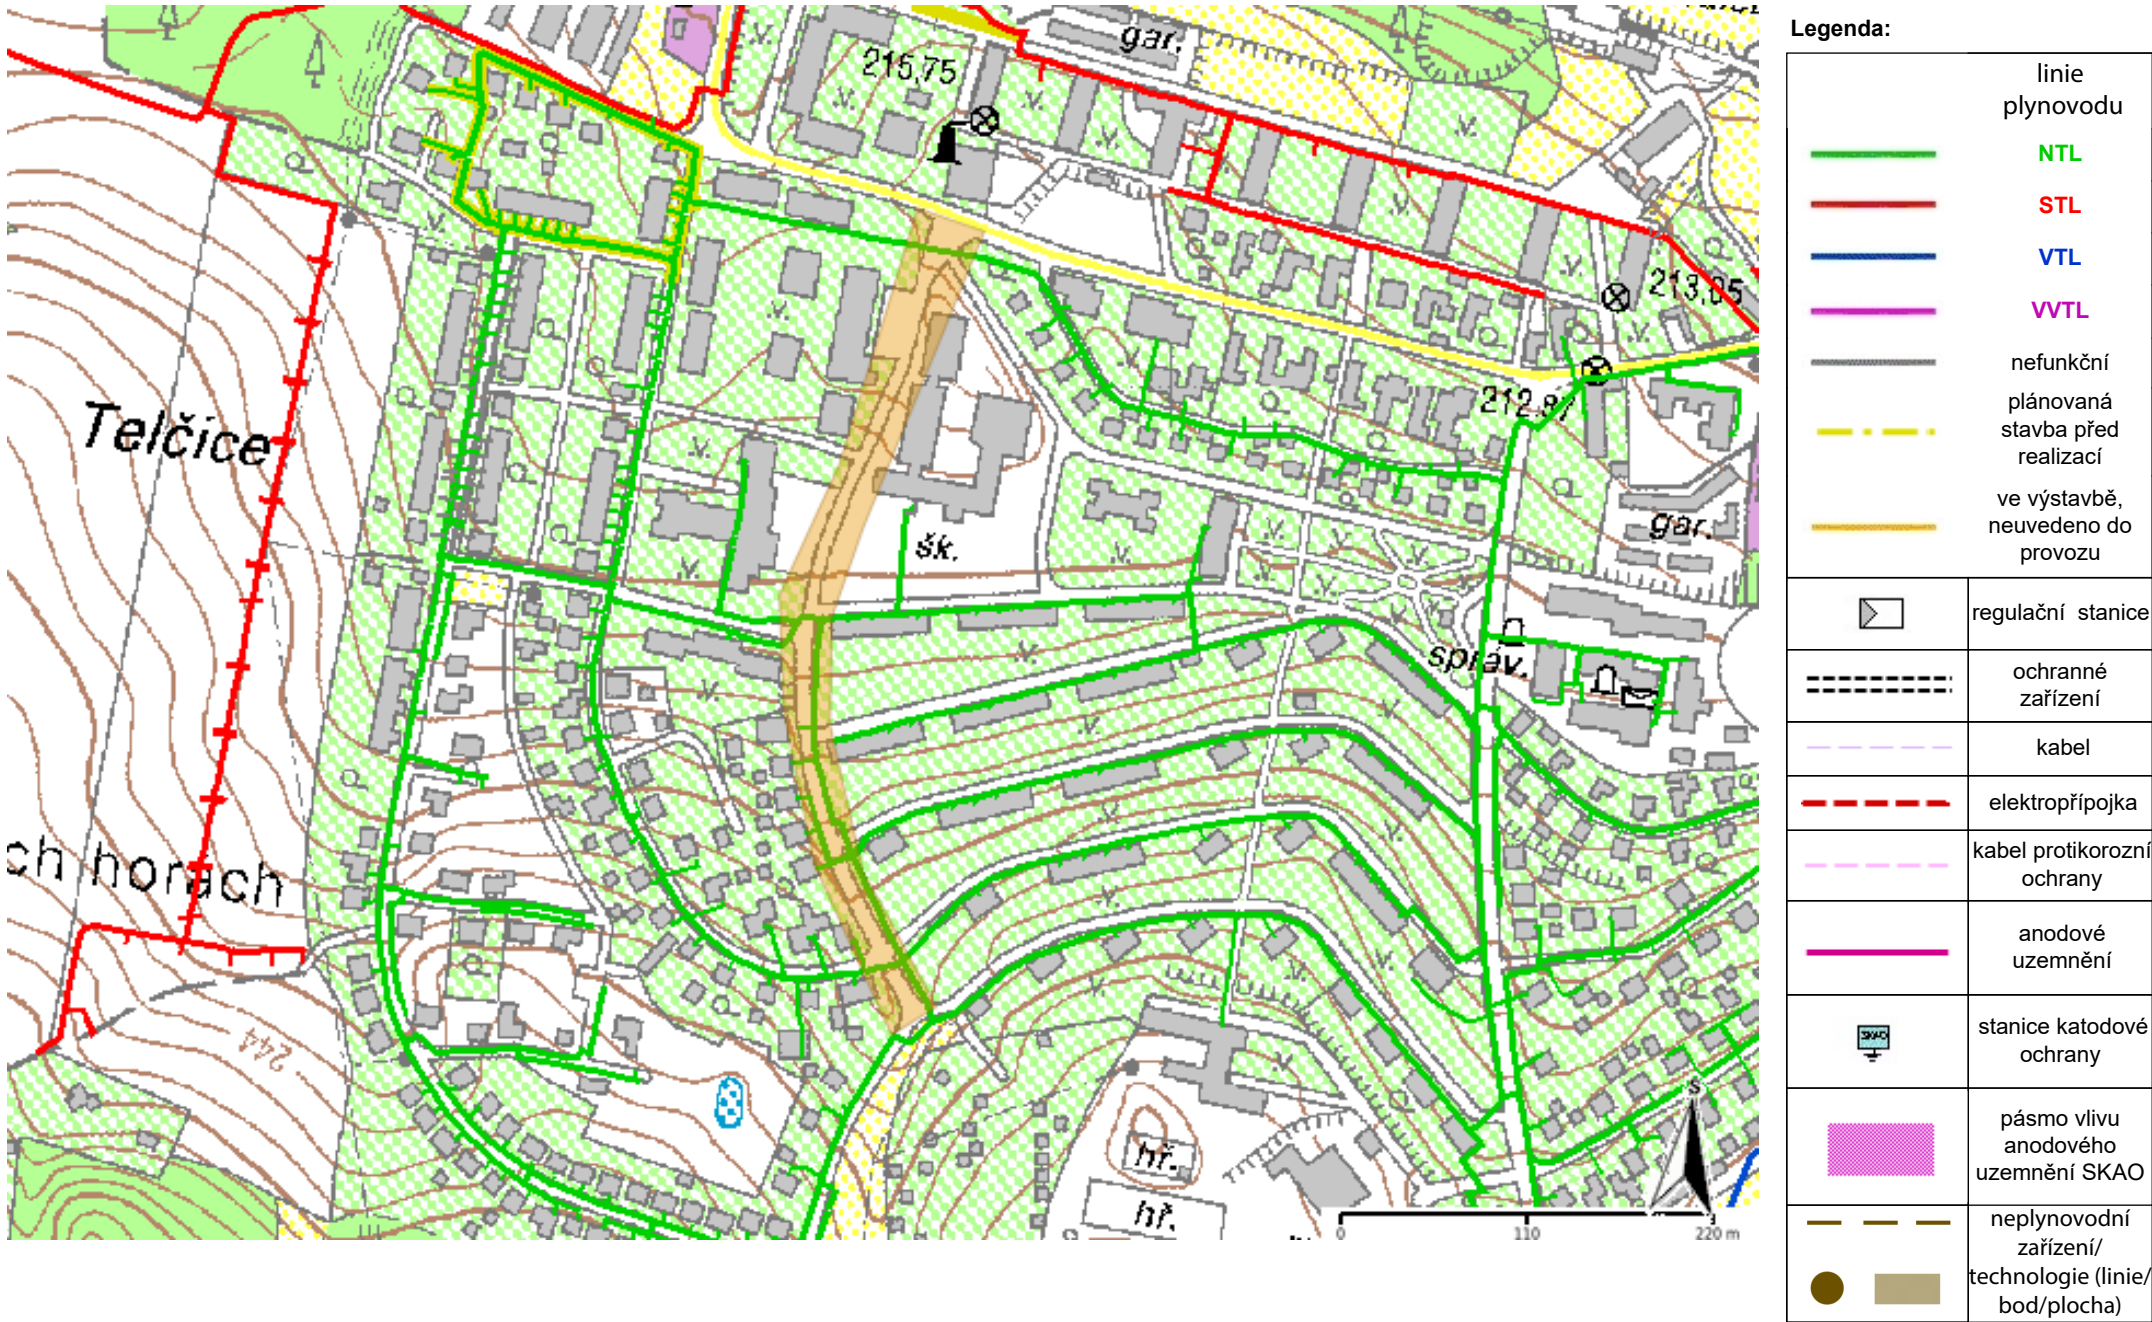 gar.
215,75
213,05
212.87
Telčice
šk.
gar.
správ.
ch horách
244
hř.
hř.
S
0 110 220 m
Legenda:
linie
plynovodu
NTL
STL
VTL
VVTL
nefunkční
plánovaná
stavba před
realizací
ve výstavbě,
neuvedeno do
provozu
regulační stanice
ochranné
zařízení
kabel
elektropřípojka
kabel protikorozní
ochrany
anodové
uzemnění
SKAO
stanice katodové
ochrany
pásmo vlivu
anodového
uzemnění SKAO
neplynovodní
zařízení/
technologie (linie/
bod/plocha)